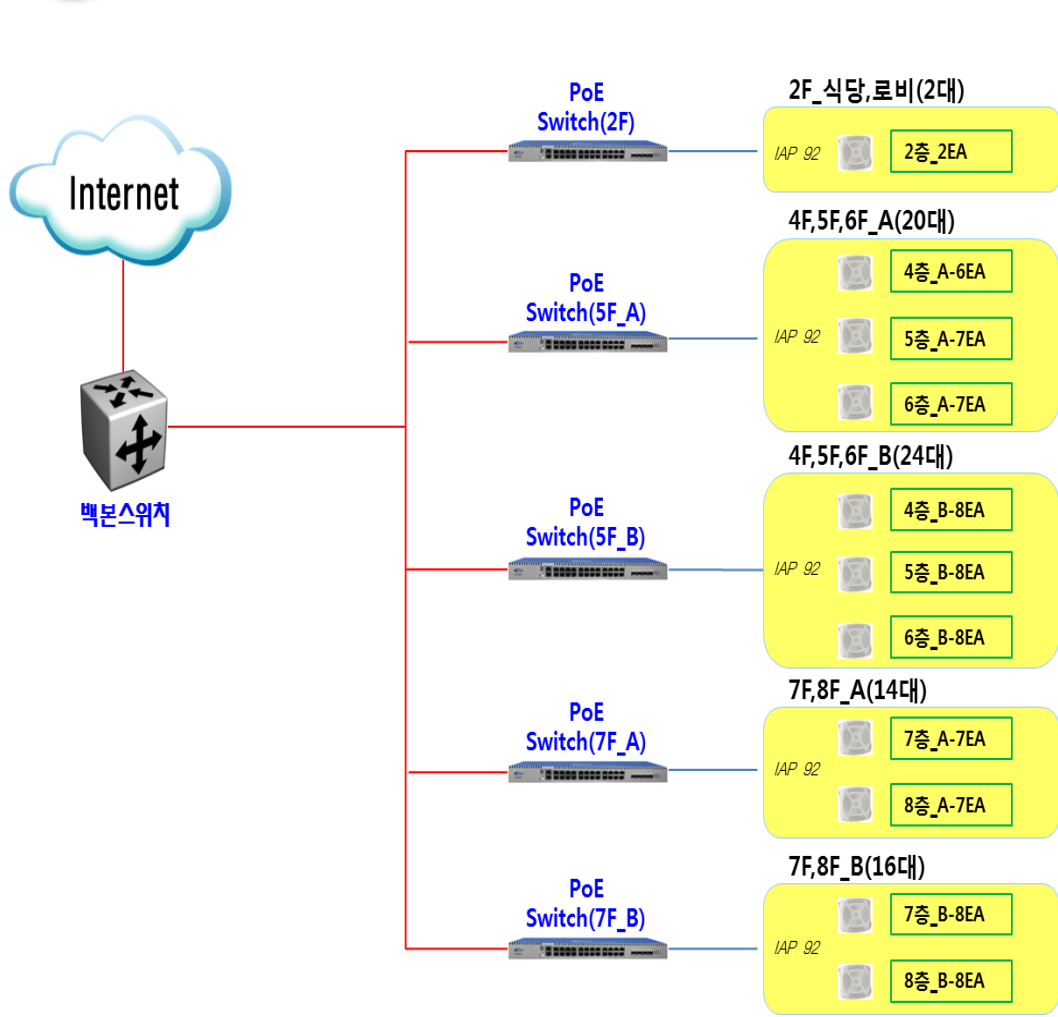 Internet
백본스위치
PoE
Switch(2F)
2F_식당,로비(2대)
IAP 92
2층_2EA
PoE
Switch(5F_A)
4F,5F,6F_A(20대)
IAP 92
4층_A-6EA
5층_A-7EA
6층_A-7EA
PoE
Switch(5F_B)
4F,5F,6F_B(24대)
IAP 92
4층_B-8EA
5층_B-8EA
6층_B-8EA
PoE
Switch(7F_A)
7F,8F_A(14대)
IAP 92
7층_A-7EA
8층_A-7EA
PoE
Switch(7F_B)
7F,8F_B(16대)
IAP 92
7층_B-8EA
8층_B-8EA